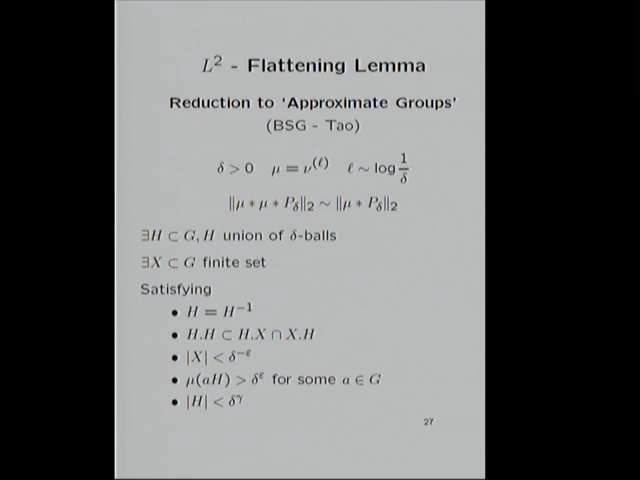 L² - Flattening Lemma
Reduction to ‘Approximate Groups’
(BSG - Tao)
δ > 0   μ = ν^(ℓ)   ℓ ∼ log 1/δ
‖μ ∗ μ ∗ P_δ‖₂ ∼ ‖μ ∗ P_δ‖₂
∃H ⊂ G, H union of δ-balls
∃X ⊂ G finite set
Satisfying
• H = H⁻¹
• H.H ⊂ H.X ∩ X.H
• |X| < δ^−ε
• μ(aH) > δ^ε for some a ∈ G
• |H| < δ^γ
27